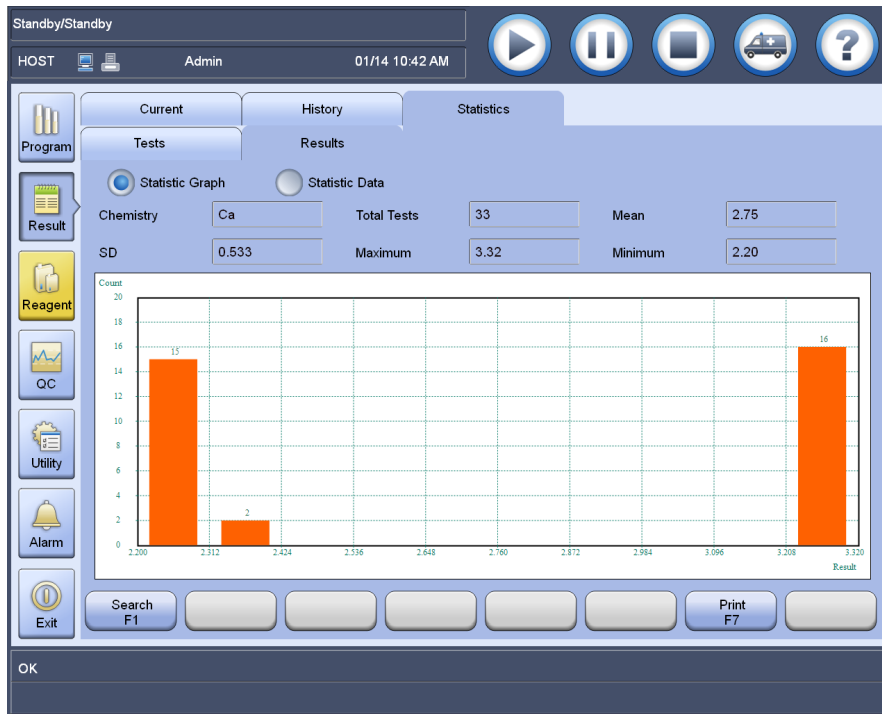 Standby/Standby
HOST Admin 01/14 10:42 AM
?
Program
Result
Reagent
QC
Utility
Alarm
Exit
Current History Statistics
Tests Results
Statistic Graph Statistic Data
Chemistry Ca Total Tests 33 Mean 2.75
SD 0.533 Maximum 3.32 Minimum 2.20
Count
20
18
16
14
12
10
8
6
4
2
0
15
2
16
2.200 2.312 2.424 2.536 2.648 2.760 2.872 2.984 3.096 3.208 3.320
Result
Search Print
F1 F7
OK